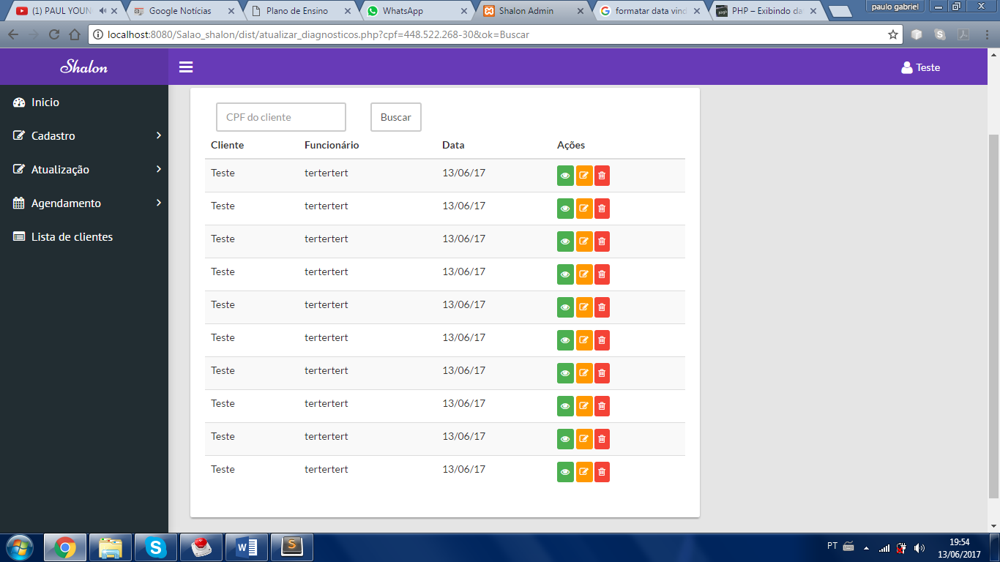 (1) PAUL YOUN
Google Notícias
Plano de Ensino
WhatsApp
Shalon Admin
formatar data vind
PHP – Exibindo da
paulo gabriel
localhost:8080/Salao_shalon/dist/atualizar_diagnosticos.php?cpf=448.522.268-30&ok=Buscar
Shalon
Teste
Inicio
Cadastro
Atualização
Agendamento
Lista de clientes
CPF do cliente
Buscar
Cliente Funcionário Data Ações
Teste tertertert 13/06/17
Teste tertertert 13/06/17
Teste tertertert 13/06/17
Teste tertertert 13/06/17
Teste tertertert 13/06/17
Teste tertertert 13/06/17
Teste tertertert 13/06/17
Teste tertertert 13/06/17
Teste tertertert 13/06/17
Teste tertertert 13/06/17
PT
19:54
13/06/2017